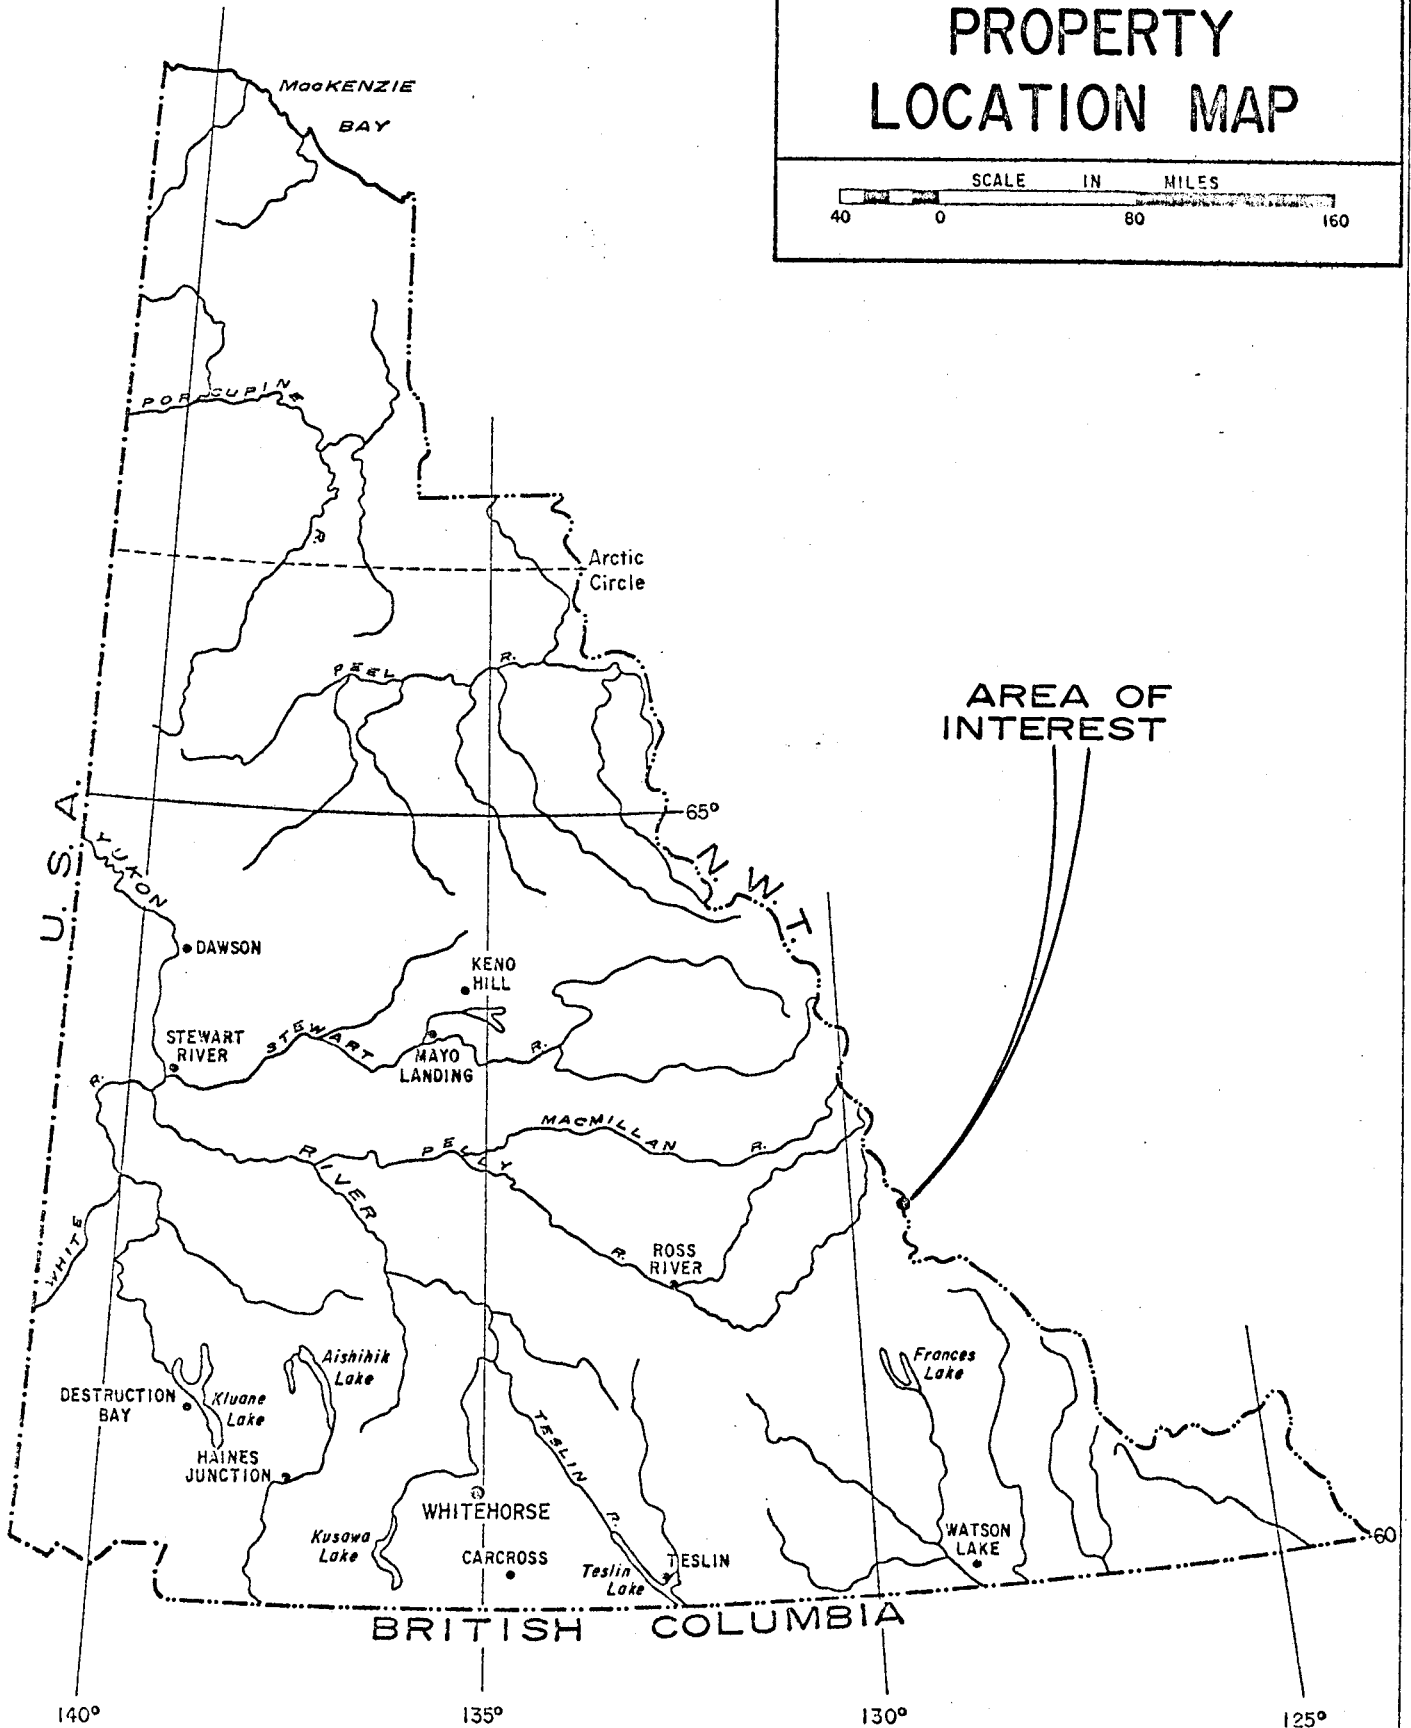 PROPERTY
LOCATION MAP
SCALE IN MILES
40 0 80 160
MacKENZIE
BAY
PORCUPINE
R.
Arctic
Circle
PEEL R.
AREA OF
INTEREST
65°
U. S. A.
YUKON
N. W. T.
DAWSON
KENO
HILL
STEWART
RIVER
STEWART R.
MAYO
LANDING
R.
MACMILLAN R.
PELLY R.
RIVER
WHITE
ROSS
RIVER
Aishihik
Lake
Frances
Lake
DESTRUCTION
BAY
Kluane
Lake
TESLIN R.
HAINES
JUNCTION
WHITEHORSE
Kusawa
Lake
CARCROSS
Teslin
Lake
TESLIN
WATSON
LAKE
60
BRITISH COLUMBIA
140° 135° 130° 125°